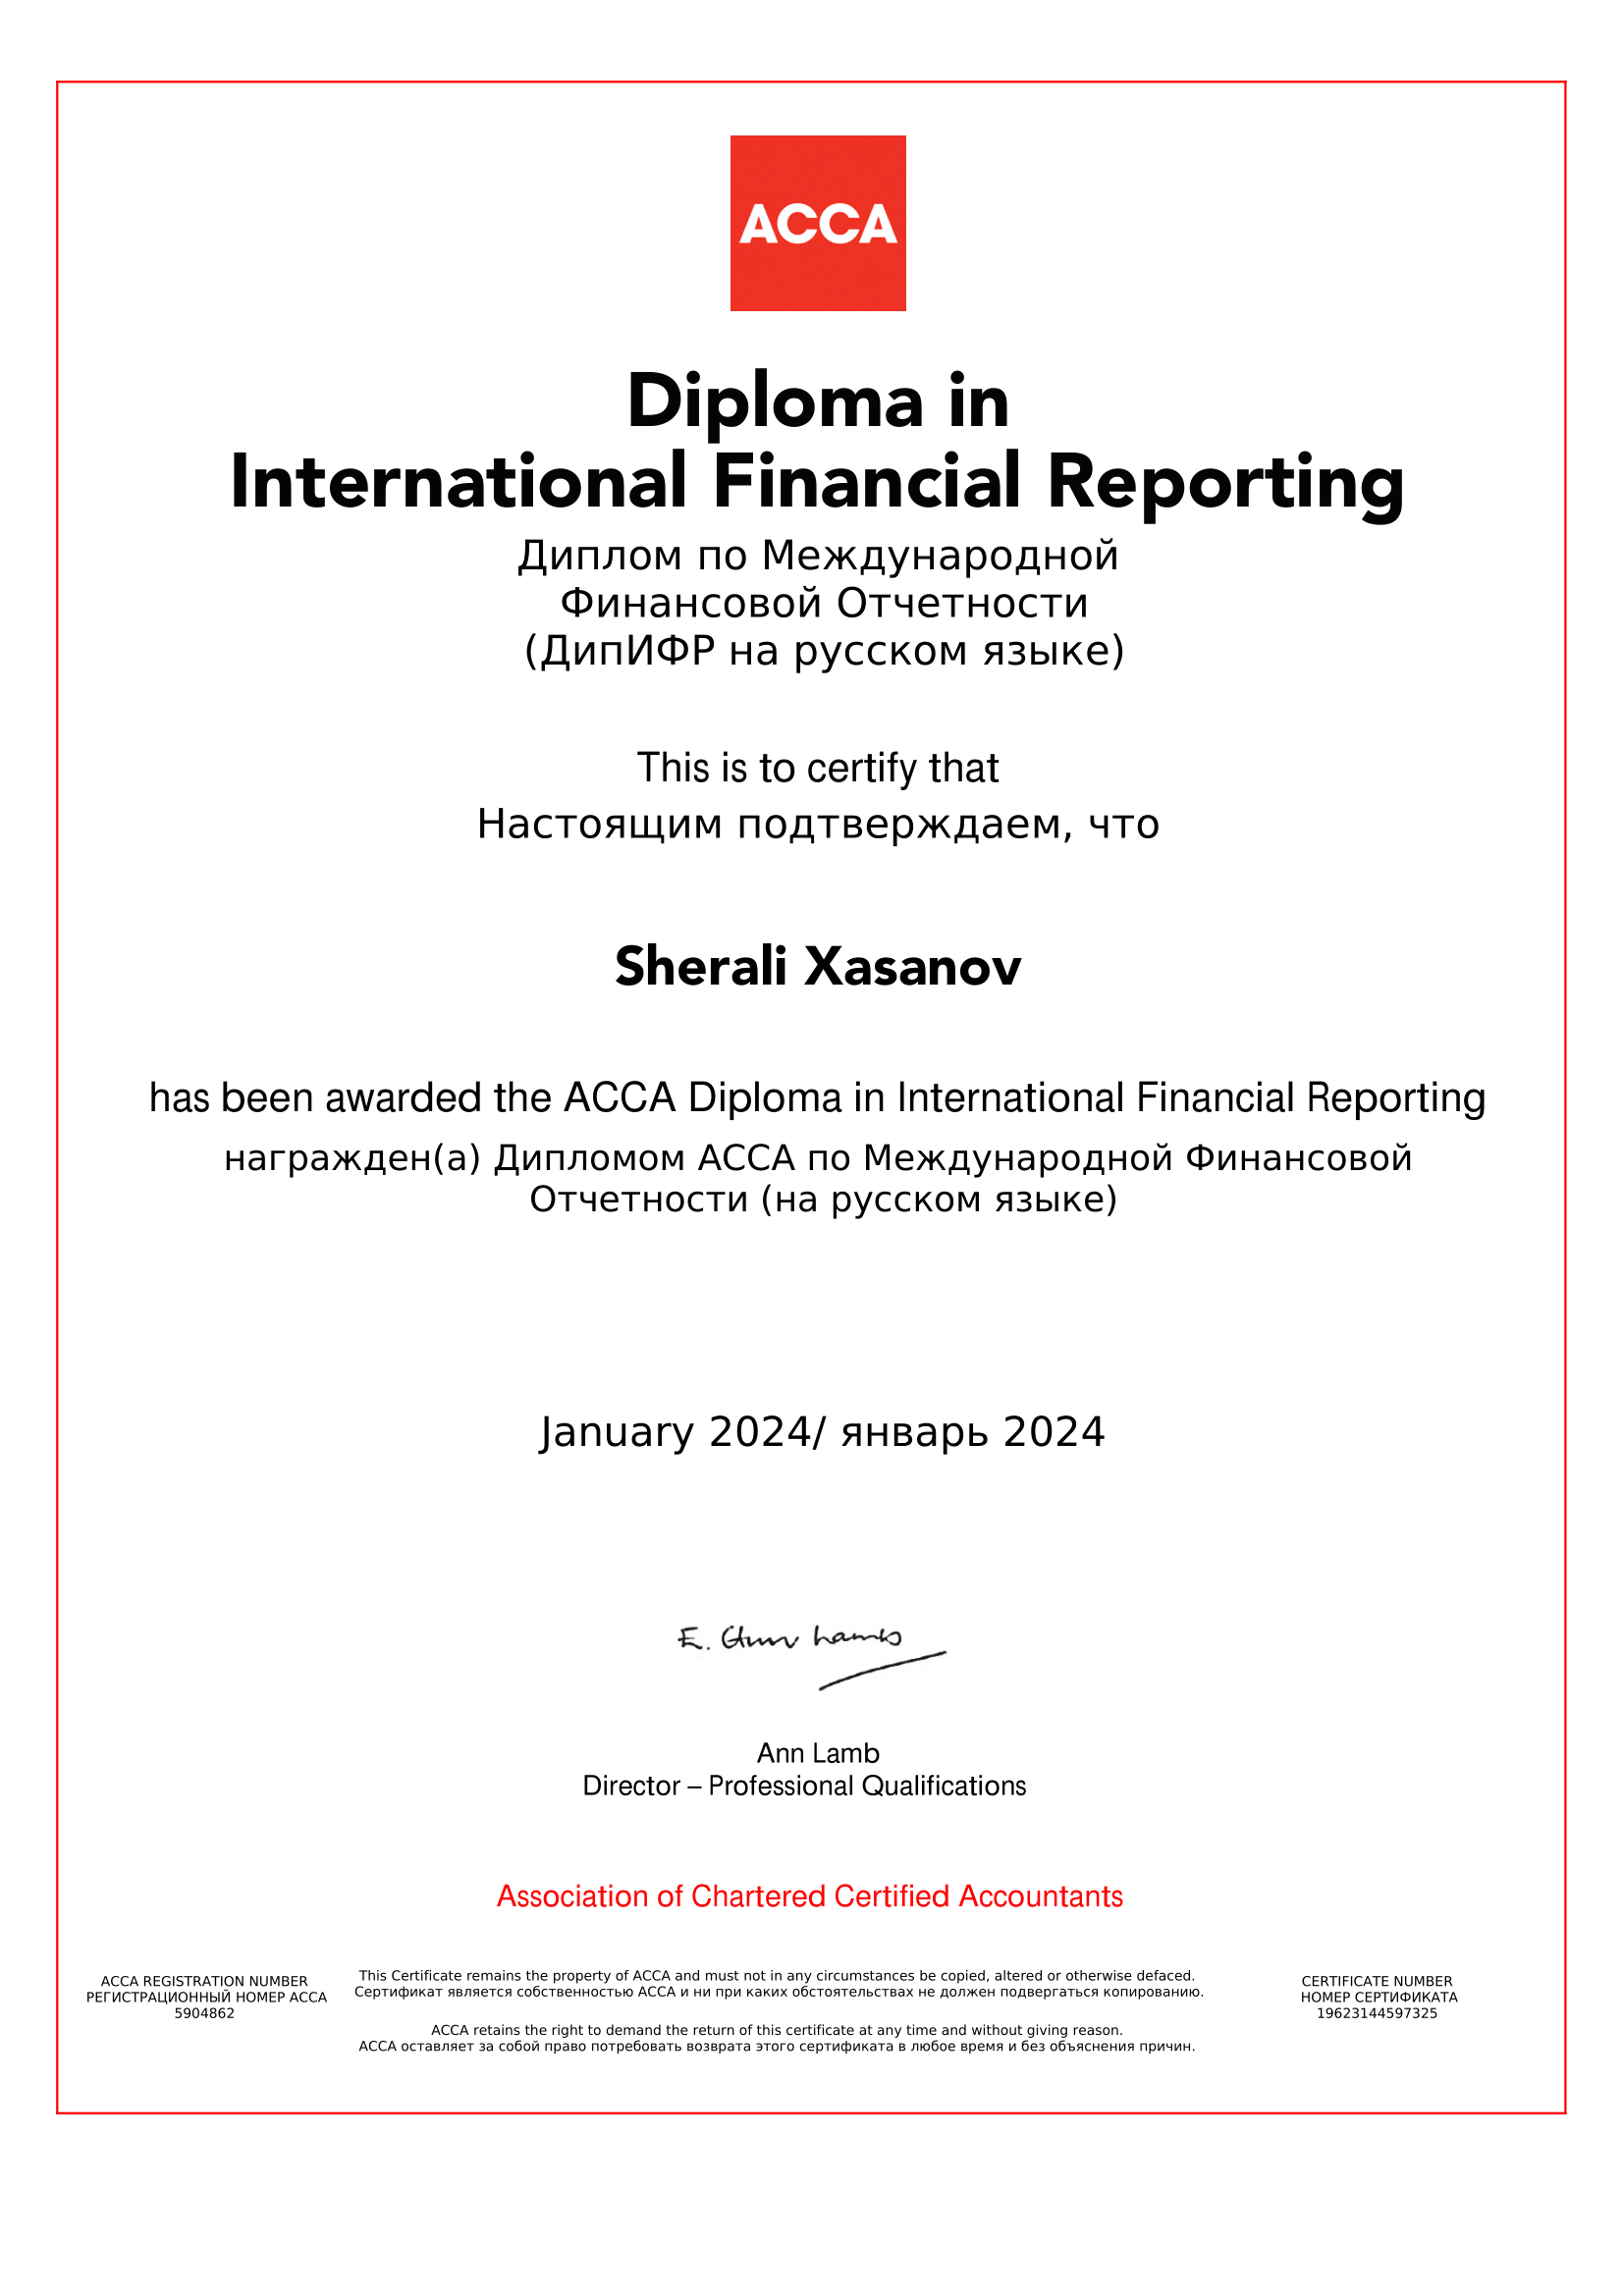 ACCA
Diploma in
International Financial Reporting
Диплом по Международной
Финансовой Отчетности
(ДипИФР на русском языке)
This is to certify that
Настоящим подтверждаем, что
Sherali Xasanov
has been awarded the ACCA Diploma in International Financial Reporting
награжден(а) Дипломом АССА по Международной Финансовой
Отчетности (на русском языке)
January 2024/ январь 2024
E. Ann Lamb
Ann Lamb
Director – Professional Qualifications
Association of Chartered Certified Accountants
ACCA REGISTRATION NUMBER
РЕГИСТРАЦИОННЫЙ НОМЕР АССА
5904862
This Certificate remains the property of ACCA and must not in any circumstances be copied, altered or otherwise defaced.
Сертификат является собственностью АССА и ни при каких обстоятельствах не должен подвергаться копированию.
ACCA retains the right to demand the return of this certificate at any time and without giving reason.
АССА оставляет за собой право потребовать возврата этого сертификата в любое время и без объяснения причин.
CERTIFICATE NUMBER
НОМЕР СЕРТИФИКАТА
19623144597325